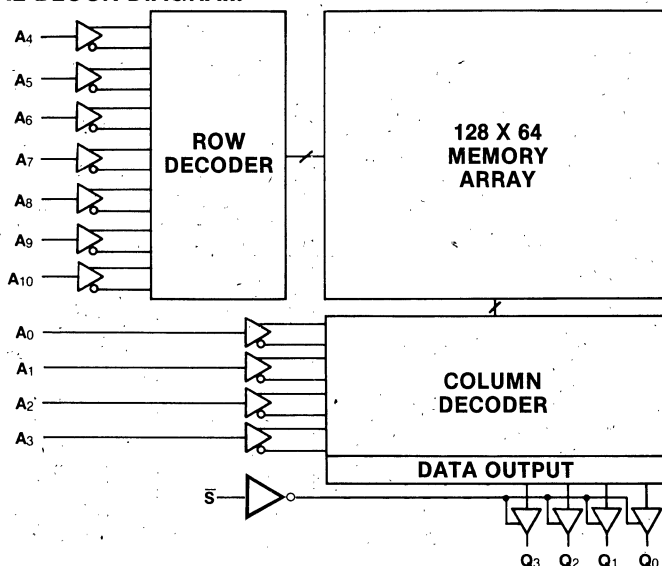 A4
A5
A6
A7
A8
A9
A10
ROW
DECODER
128 X 64
MEMORY
ARRAY
A0
A1
A2
A3
COLUMN
DECODER
DATA OUTPUT
S̅
Q3 Q2 Q1 Q0